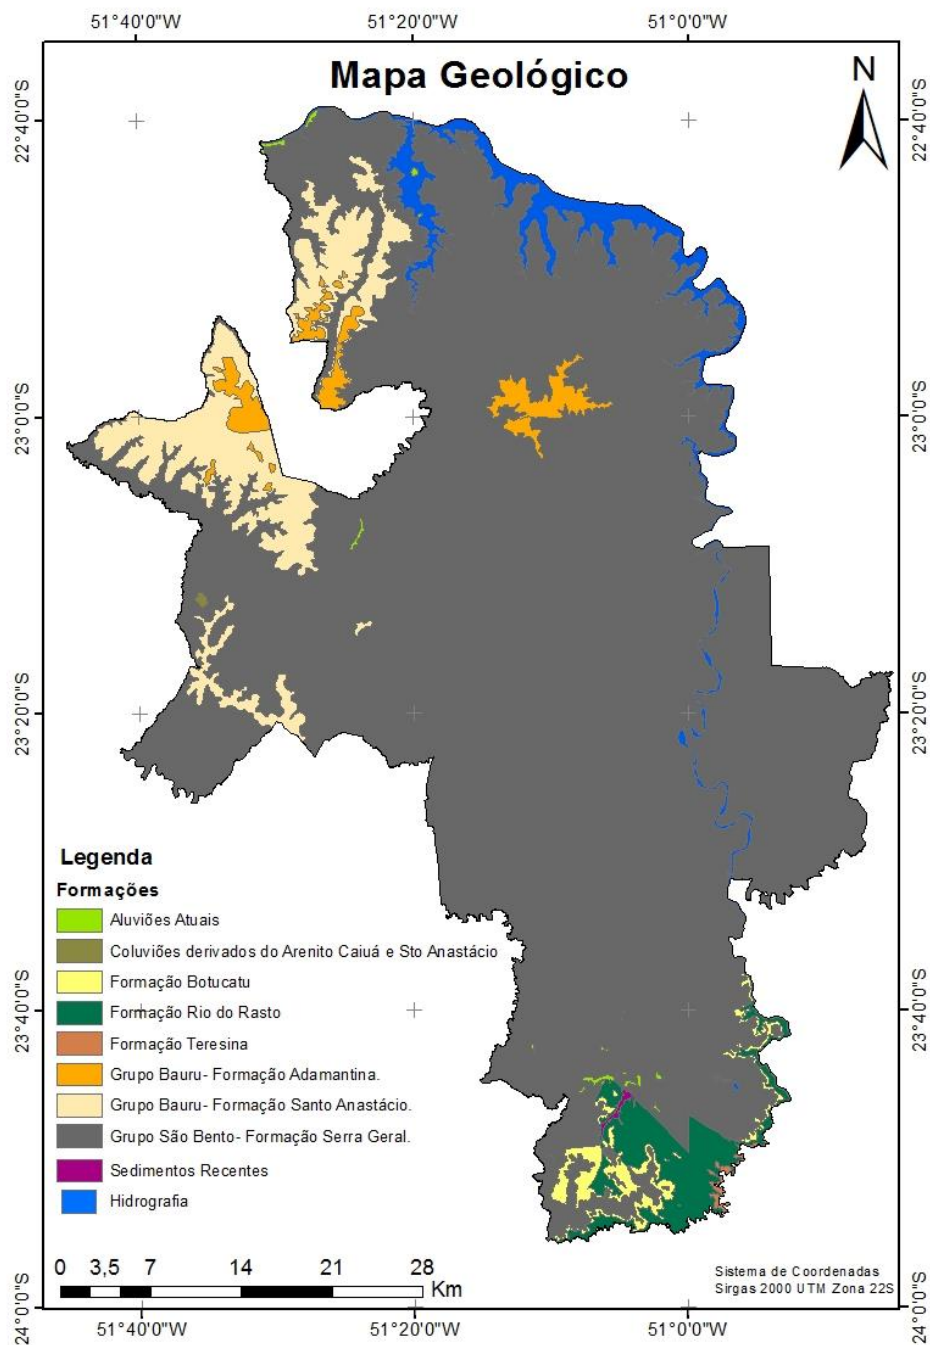 51°40'0"W 51°20'0"W 51°0'0"W
Mapa Geológico
N
22°40'0"S 22°40'0"S
23°0'0"S 23°0'0"S
23°20'0"S 23°20'0"S
23°40'0"S 23°40'0"S
24°0'0"S 24°0'0"S
Legenda
Formações
Aluviões Atuais
Coluviões derivados do Arenito Caiuá e Sto Anastácio
Formação Botucatu
Formação Rio do Rasto
Formação Teresina
Grupo Bauru- Formação Adamantina.
Grupo Bauru- Formação Santo Anastácio.
Grupo São Bento- Formação Serra Geral.
Sedimentos Recentes
Hidrografia
0 3,5 7 14 21 28
Km
Sistema de Coordenadas
Sirgas 2000 UTM Zona 22S
51°40'0"W 51°20'0"W 51°0'0"W